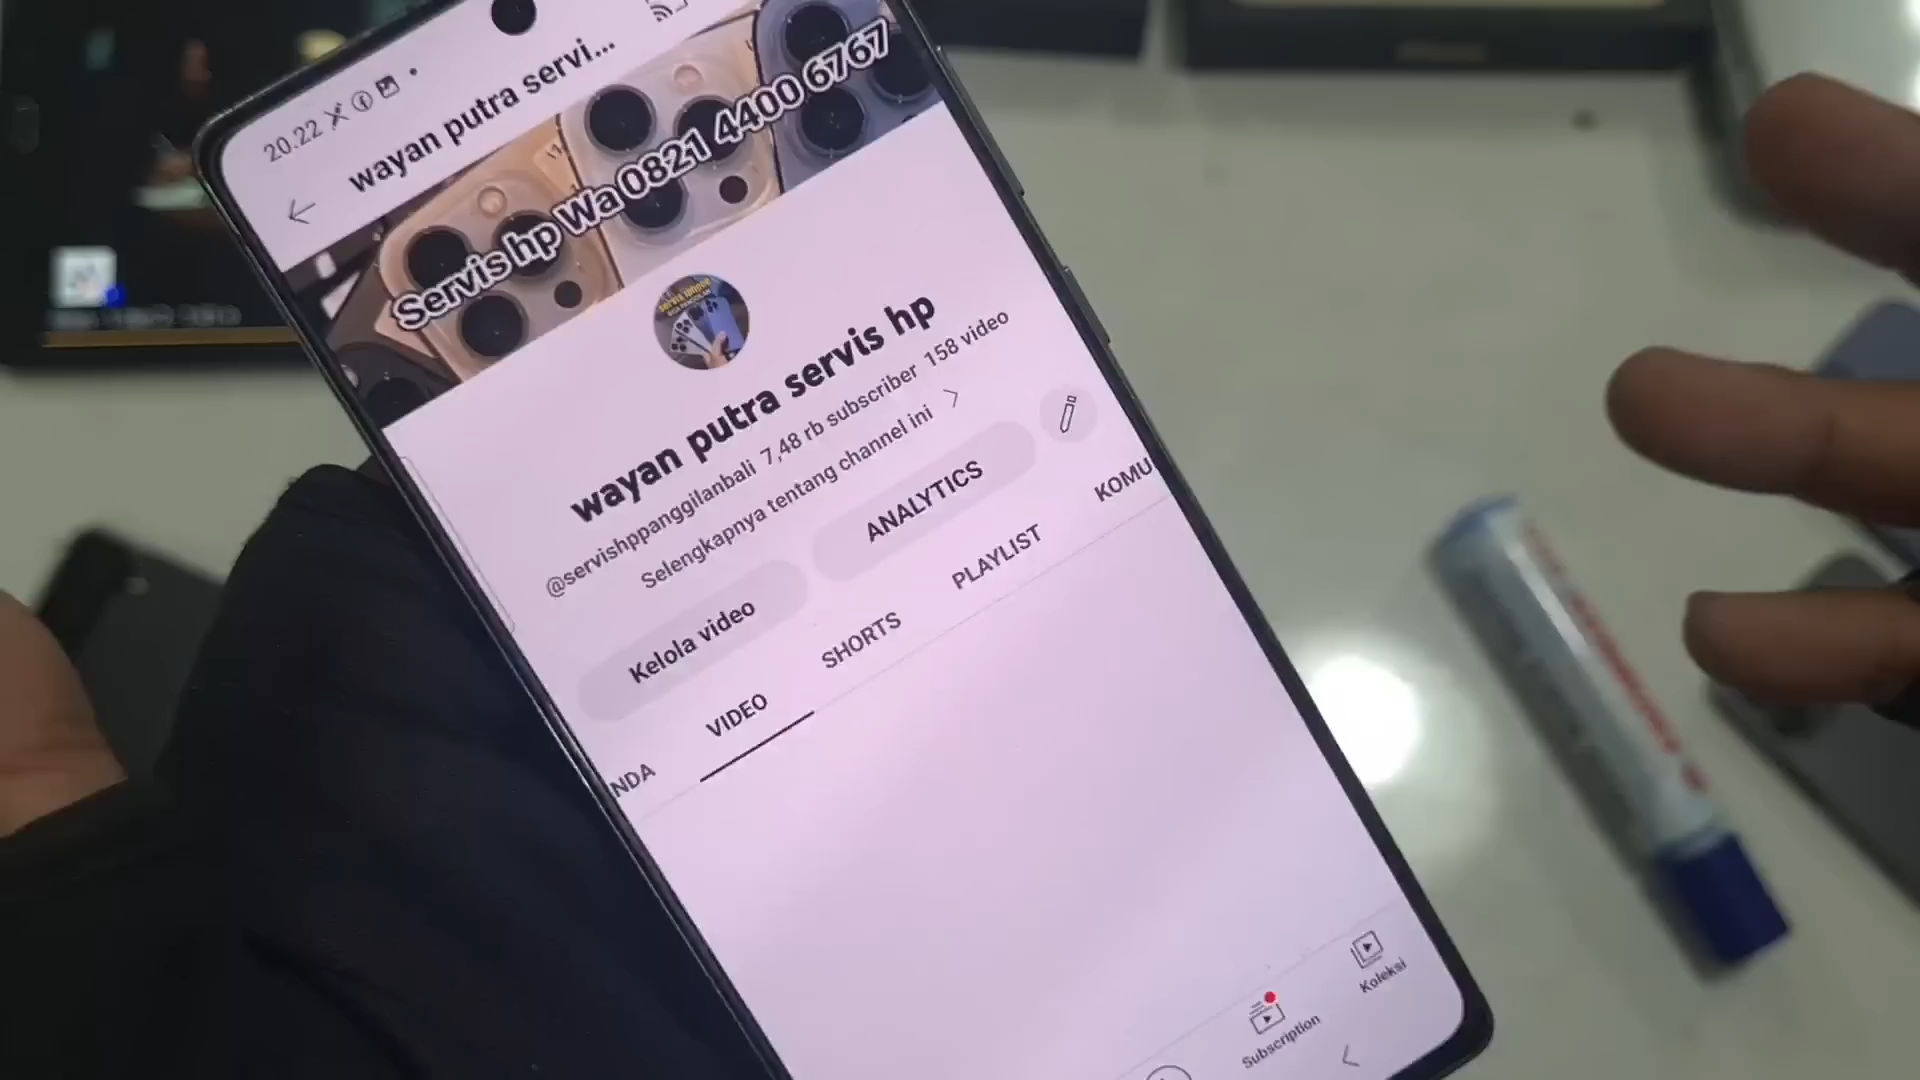 20.22
wayan putra servi...
Servis hp Wa 0821 4400 6767
wayan putra servis hp
@servishppanggilanbali 7,48 rb subscriber 158 video
Selengkapnya tentang channel ini
Kelola video
ANALYTICS
NDA
VIDEO
SHORTS
PLAYLIST
KOMU
Subscription
Koleksi